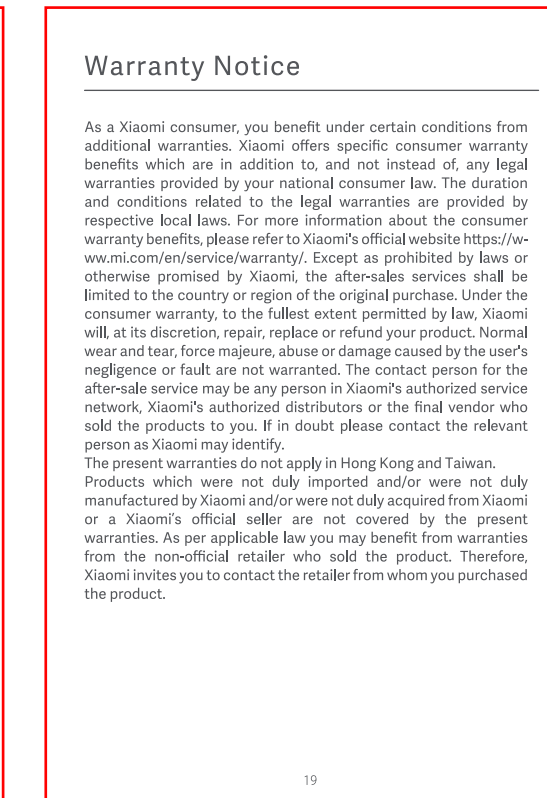 Warranty Notice
As a Xiaomi consumer, you benefit under certain conditions from
additional warranties. Xiaomi offers specific consumer warranty
benefits which are in addition to, and not instead of, any legal
warranties provided by your national consumer law. The duration
and conditions related to the legal warranties are provided by
respective local laws. For more information about the consumer
warranty benefits, please refer to Xiaomi's official website https://w-
ww.mi.com/en/service/warranty/. Except as prohibited by laws or
otherwise promised by Xiaomi, the after-sales services shall be
limited to the country or region of the original purchase. Under the
consumer warranty, to the fullest extent permitted by law, Xiaomi
will, at its discretion, repair, replace or refund your product. Normal
wear and tear, force majeure, abuse or damage caused by the user's
negligence or fault are not warranted. The contact person for the
after-sale service may be any person in Xiaomi's authorized service
network, Xiaomi's authorized distributors or the final vendor who
sold the products to you. If in doubt please contact the relevant
person as Xiaomi may identify.
The present warranties do not apply in Hong Kong and Taiwan.
Products which were not duly imported and/or were not duly
manufactured by Xiaomi and/or were not duly acquired from Xiaomi
or a Xiaomi’s official seller are not covered by the present
warranties. As per applicable law you may benefit from warranties
from the non-official retailer who sold the product. Therefore,
Xiaomi invites you to contact the retailer from whom you purchased
the product.
19